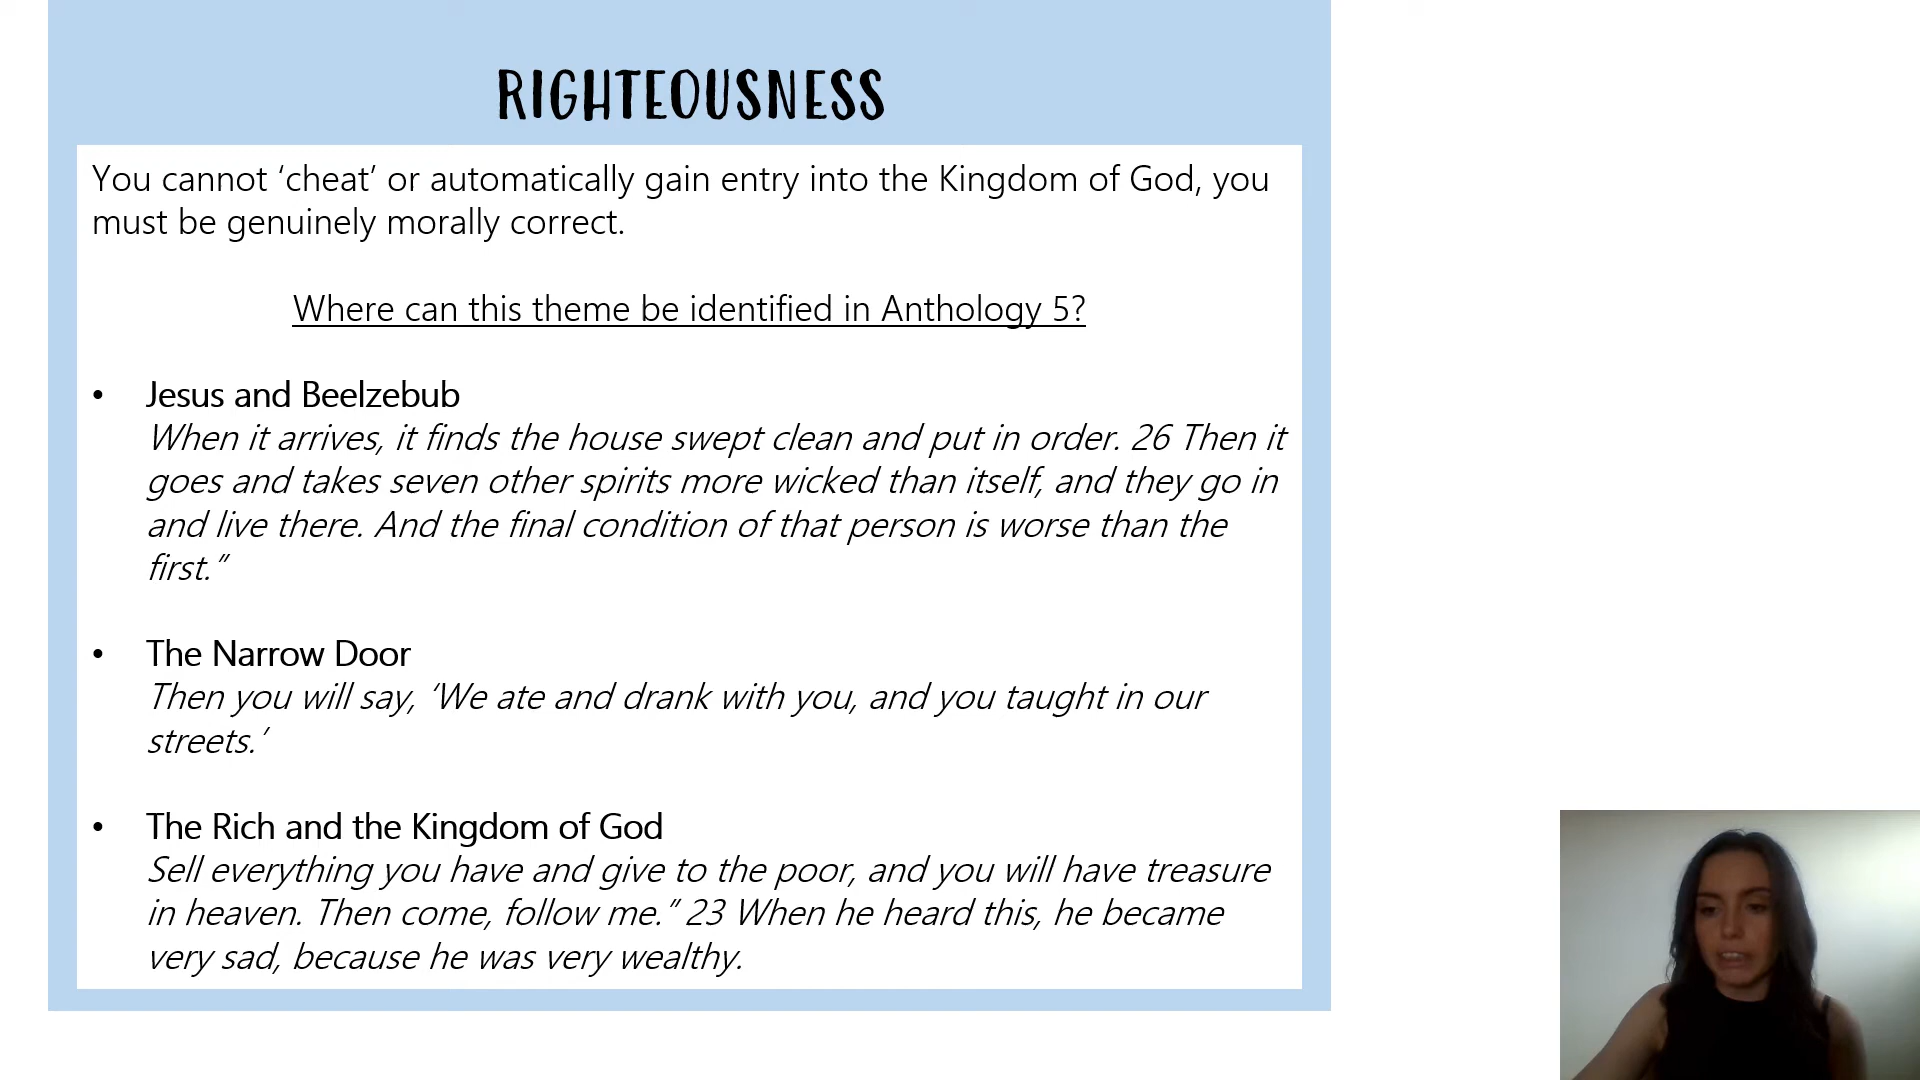 RIGHTEOUSNESS
You cannot ‘cheat’ or automatically gain entry into the Kingdom of God, you
must be genuinely morally correct.
Where can this theme be identified in Anthology 5?
• Jesus and Beelzebub
When it arrives, it finds the house swept clean and put in order. 26 Then it
goes and takes seven other spirits more wicked than itself, and they go in
and live there. And the final condition of that person is worse than the
first.”
• The Narrow Door
Then you will say, ‘We ate and drank with you, and you taught in our
streets.’
• The Rich and the Kingdom of God
Sell everything you have and give to the poor, and you will have treasure
in heaven. Then come, follow me.” 23 When he heard this, he became
very sad, because he was very wealthy.